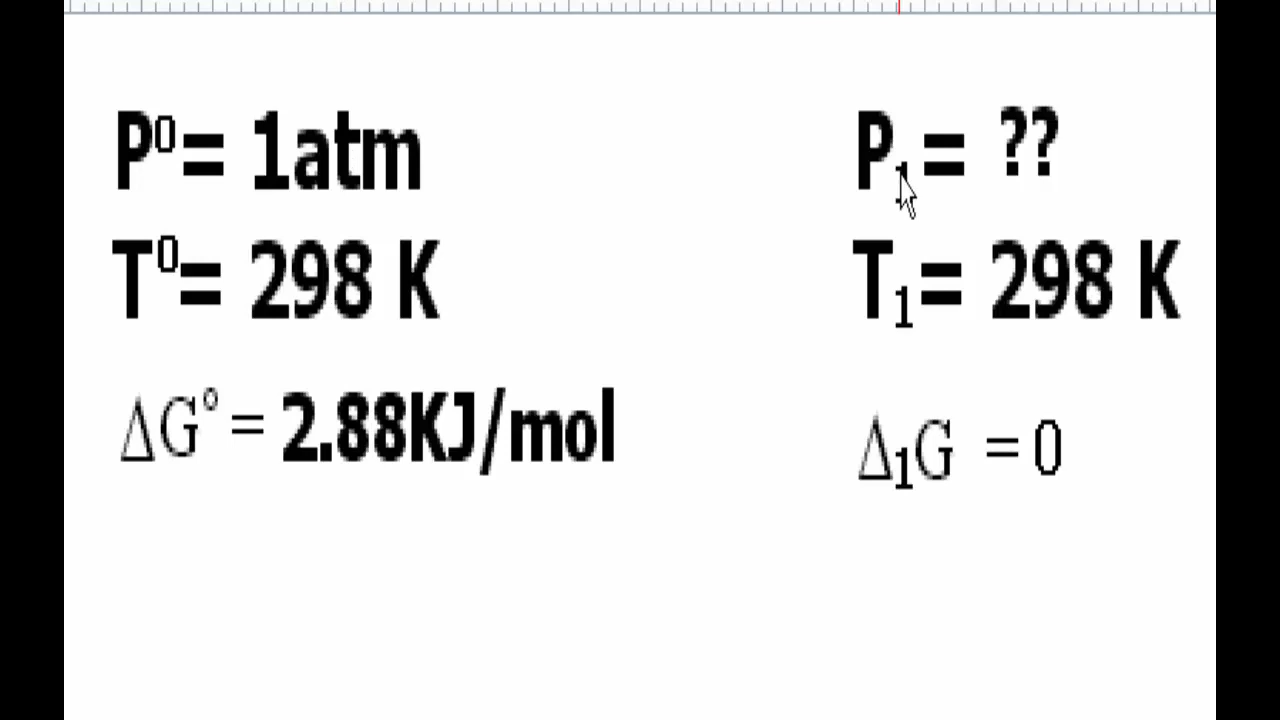 P⁰= 1atm
T⁰= 298 K
ΔG° = 2.88KJ/mol
P₁= ??
T₁= 298 K
Δ₁G = 0